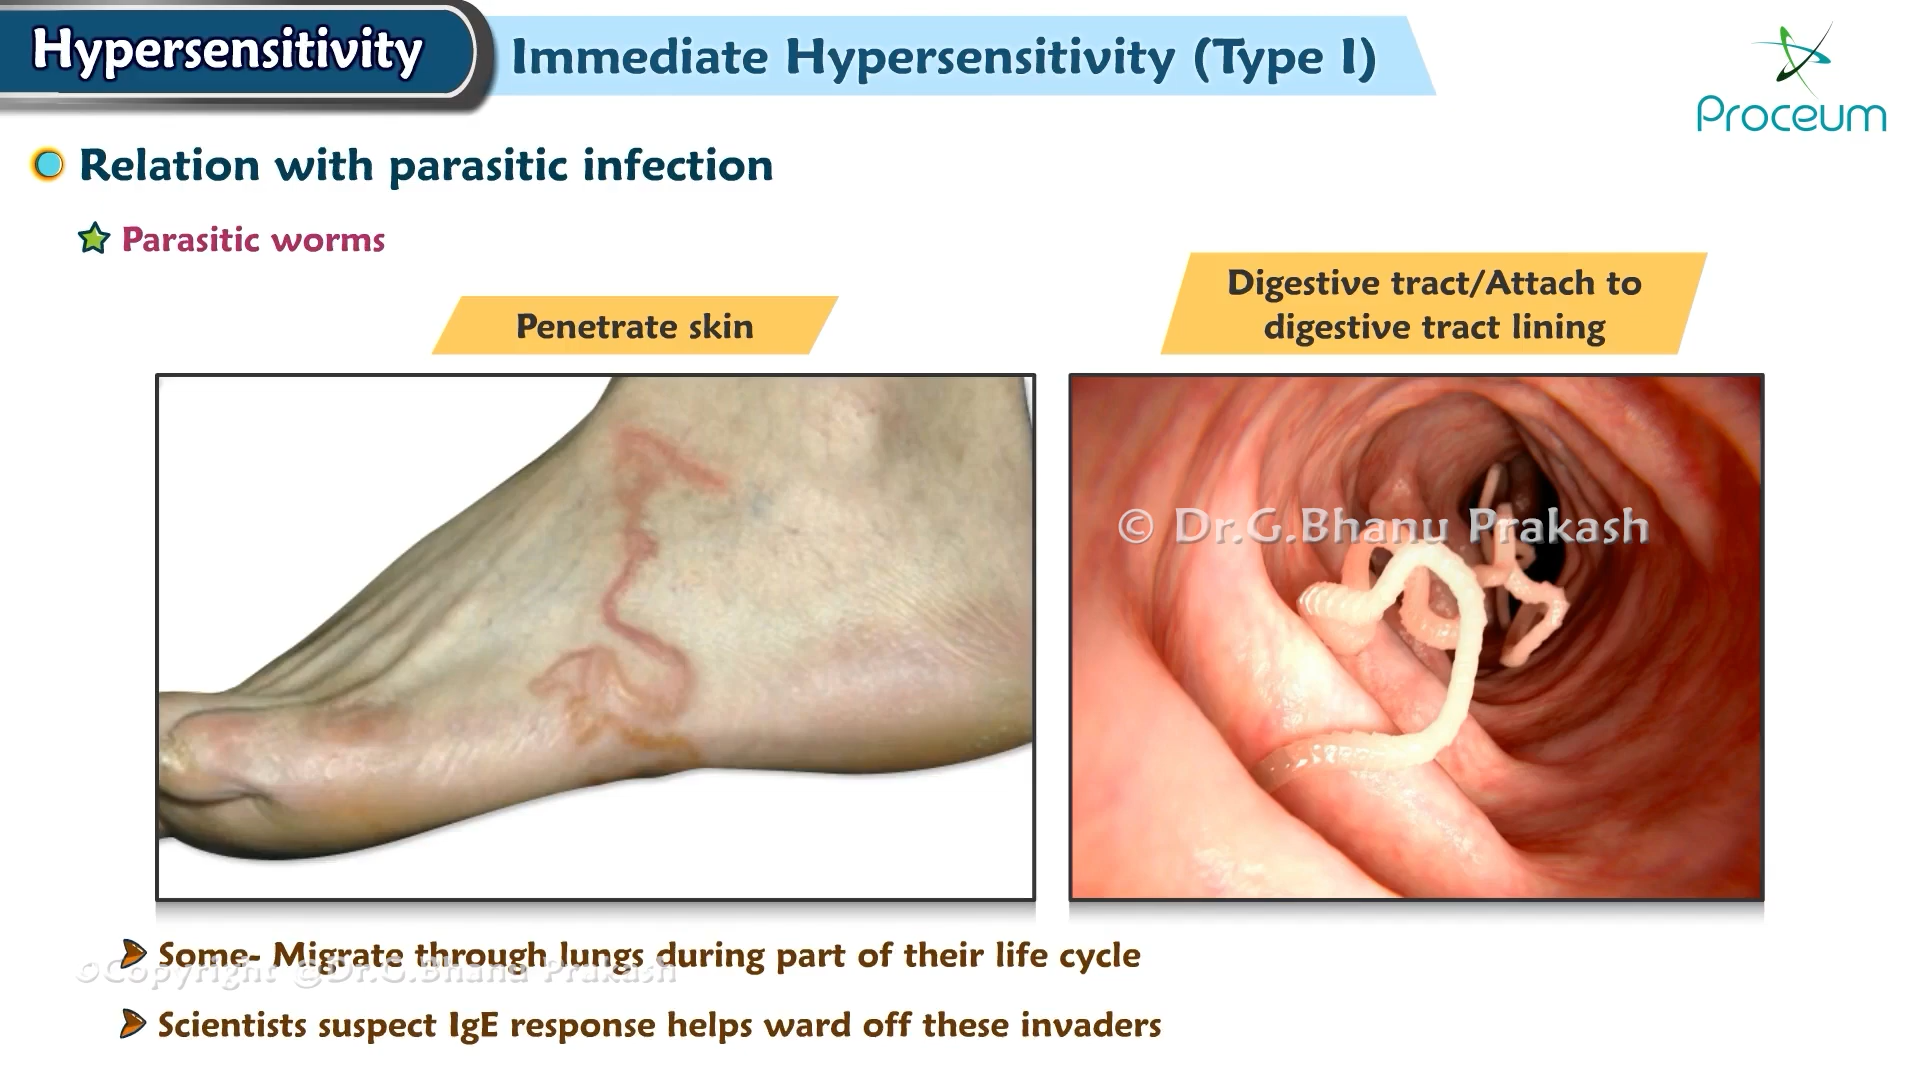 Hypersensitivity
Immediate Hypersensitivity (Type I)
Proceum
Relation with parasitic infection
Parasitic worms
Penetrate skin
Digestive tract/Attach to
digestive tract lining
© Dr.G.Bhanu Prakash
Some- Migrate through lungs during part of their life cycle
©Copyright @Dr.G.Bhanu Prakash
Scientists suspect IgE response helps ward off these invaders